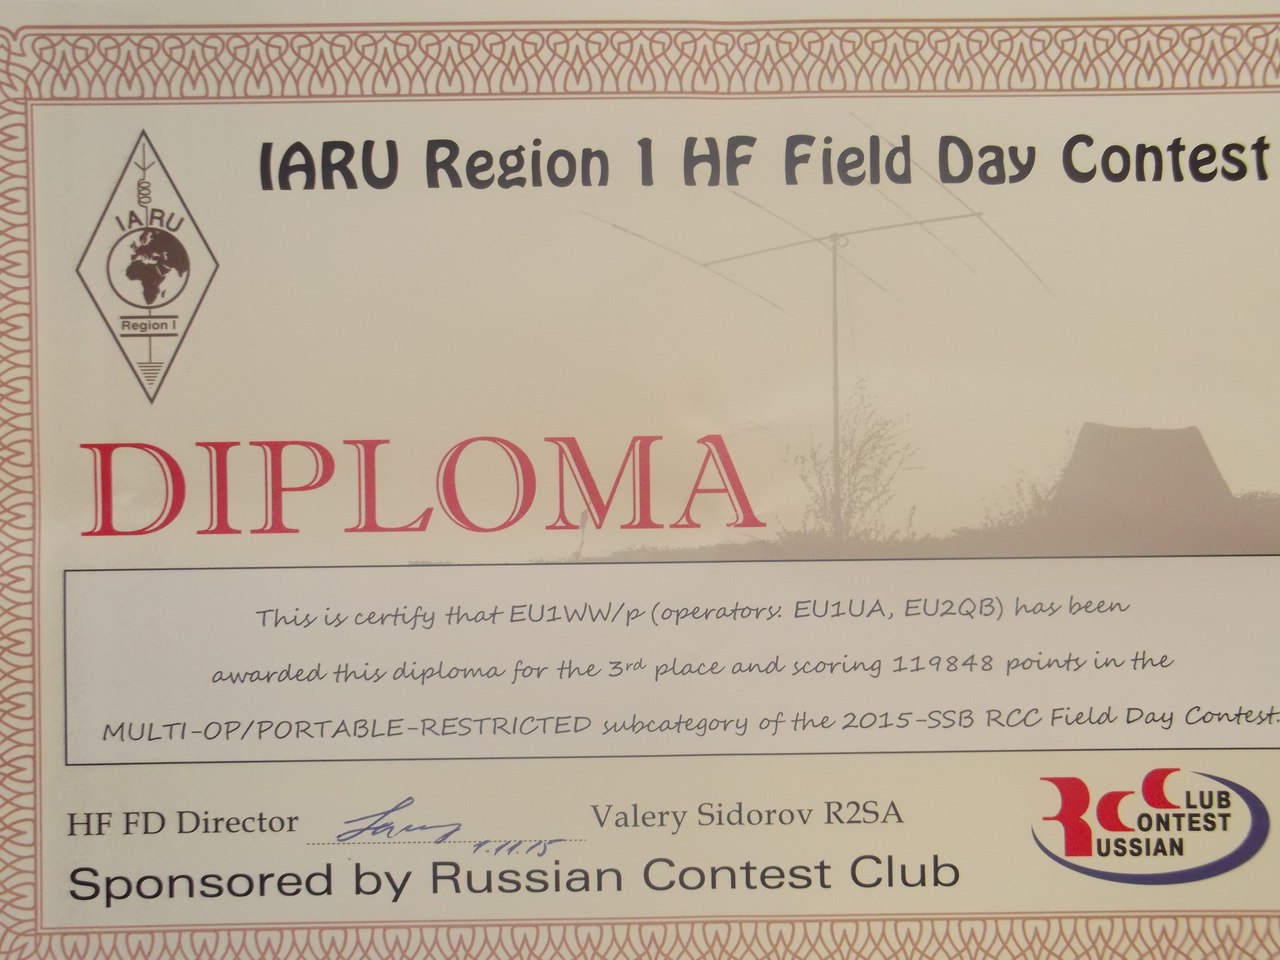 IARU Region 1 HF Field Day Contest
IARU
Region I
DIPLOMA
This is certify that EU1WW/p (operators: EU1UA, EU2QB) has been
awarded this diploma for the 3rd place and scoring 119848 points in the
MULTI-OP/PORTABLE-RESTRICTED subcategory of the 2015-SSB RCC Field Day Contest.
HF FD Director
1.11.15
Valery Sidorov R2SA
Sponsored by Russian Contest Club
CLUB
CONTEST
RUSSIAN